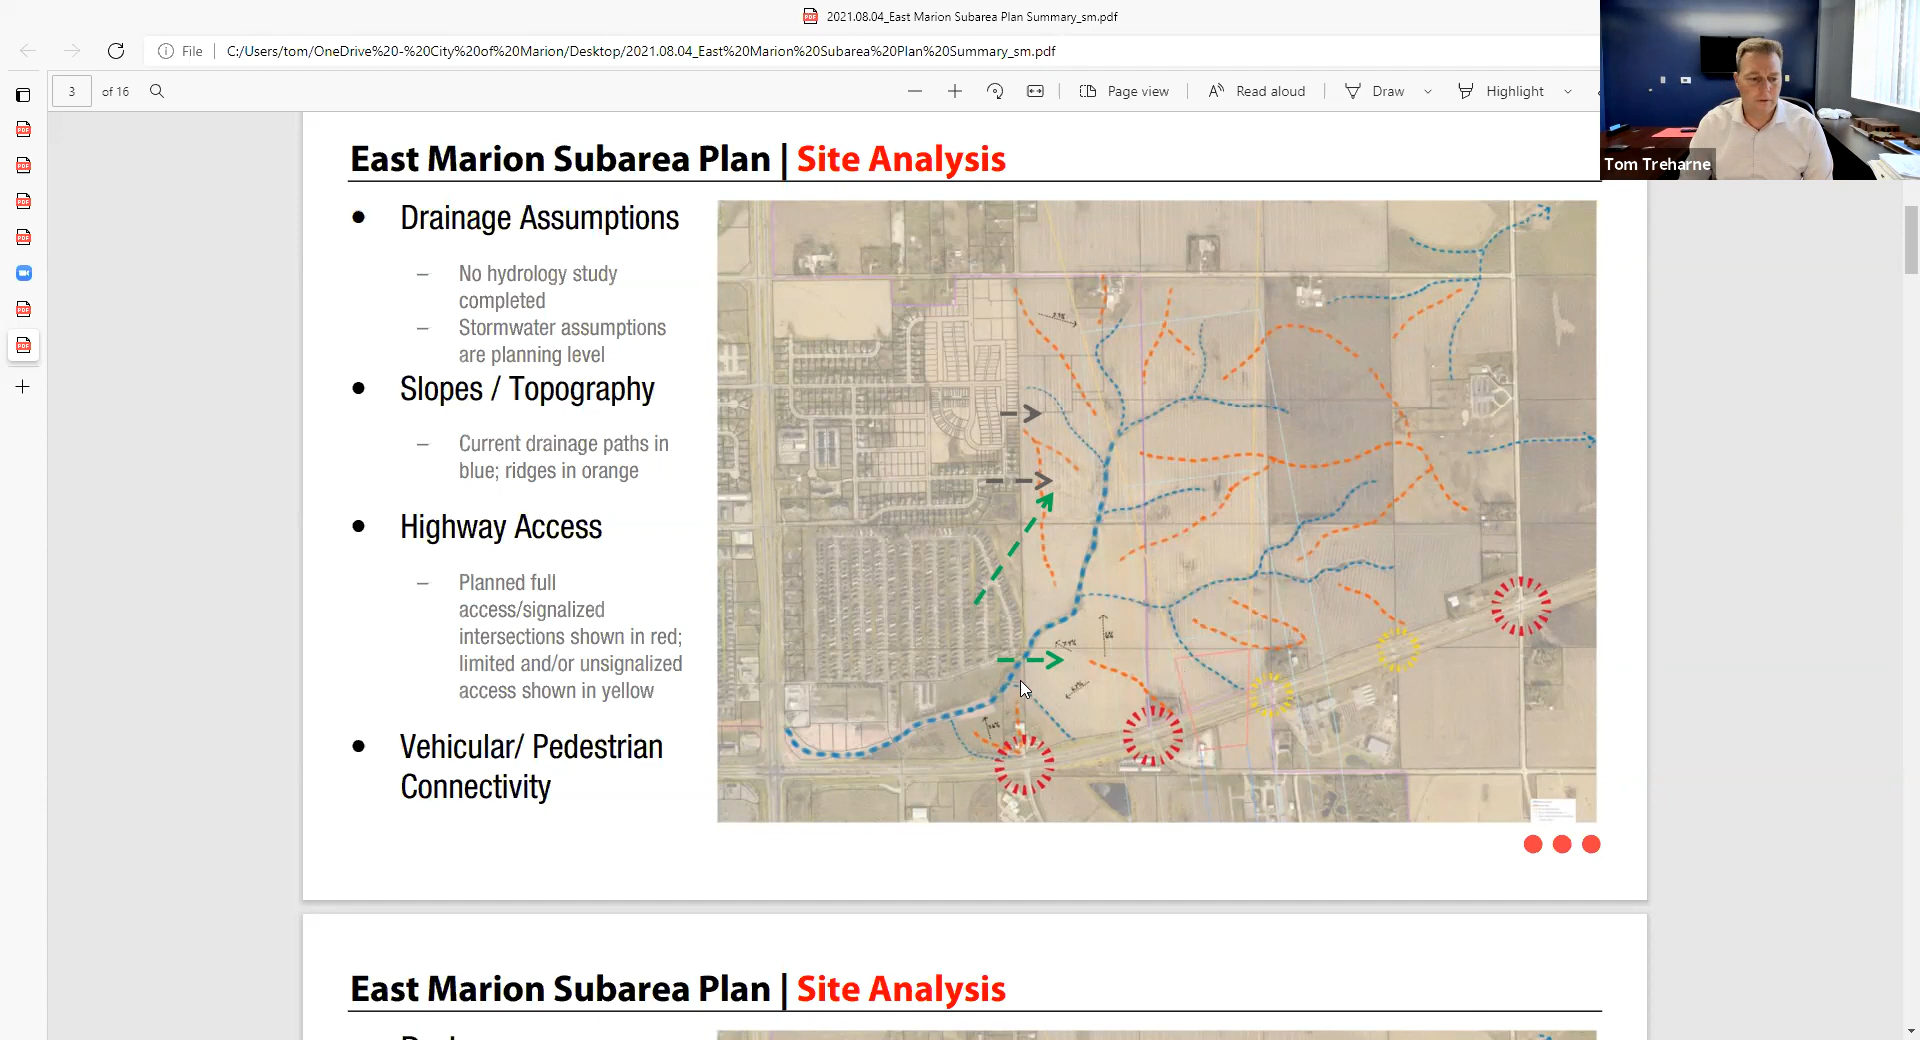 2021.08.04_East Marion Subarea Plan Summary_sm.pdf
File
C:/Users/tom/OneDrive%20-%20City%20of%20Marion/Desktop/2021.08.04_East%20Marion%20Subarea%20Plan%20Summary_sm.pdf
3 of 16
Page view
Read aloud
Draw
Highlight
Tom Treharne
East Marion Subarea Plan | Site Analysis
• Drainage Assumptions
– No hydrology study
completed
– Stormwater assumptions
are planning level
• Slopes / Topography
– Current drainage paths in
blue; ridges in orange
• Highway Access
– Planned full
access/signalized
intersections shown in red;
limited and/or unsignalized
access shown in yellow
• Vehicular/ Pedestrian
Connectivity
East Marion Subarea Plan | Site Analysis